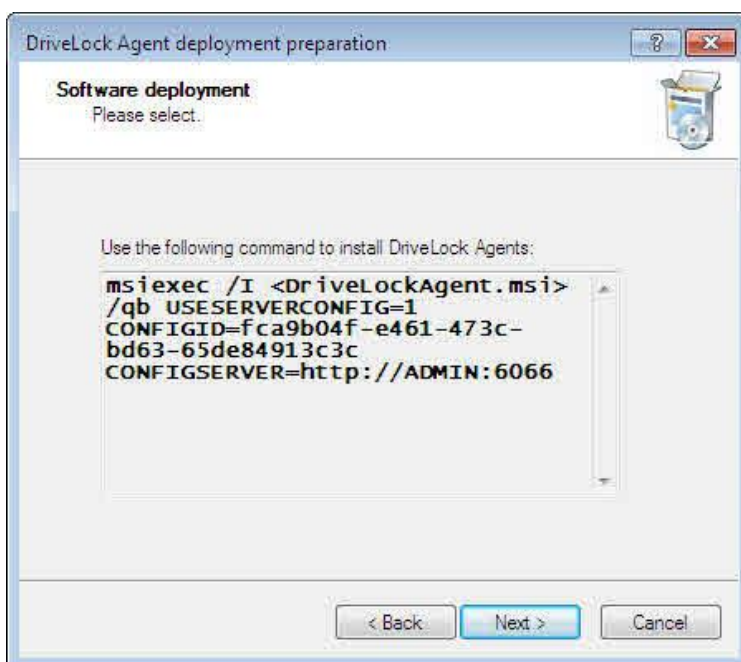 DriveLock Agent deployment preparation
Software deployment
Please select.
Use the following command to install DriveLock Agents:
msiexec /I <DriveLockAgent.msi>
/qb USESERVERCONFIG=1
CONFIGID=fca9b04f-e461-473c-
bd63-65de84913c3c
CONFIGSERVER=http://ADMIN:6066
< Back
Next >
Cancel